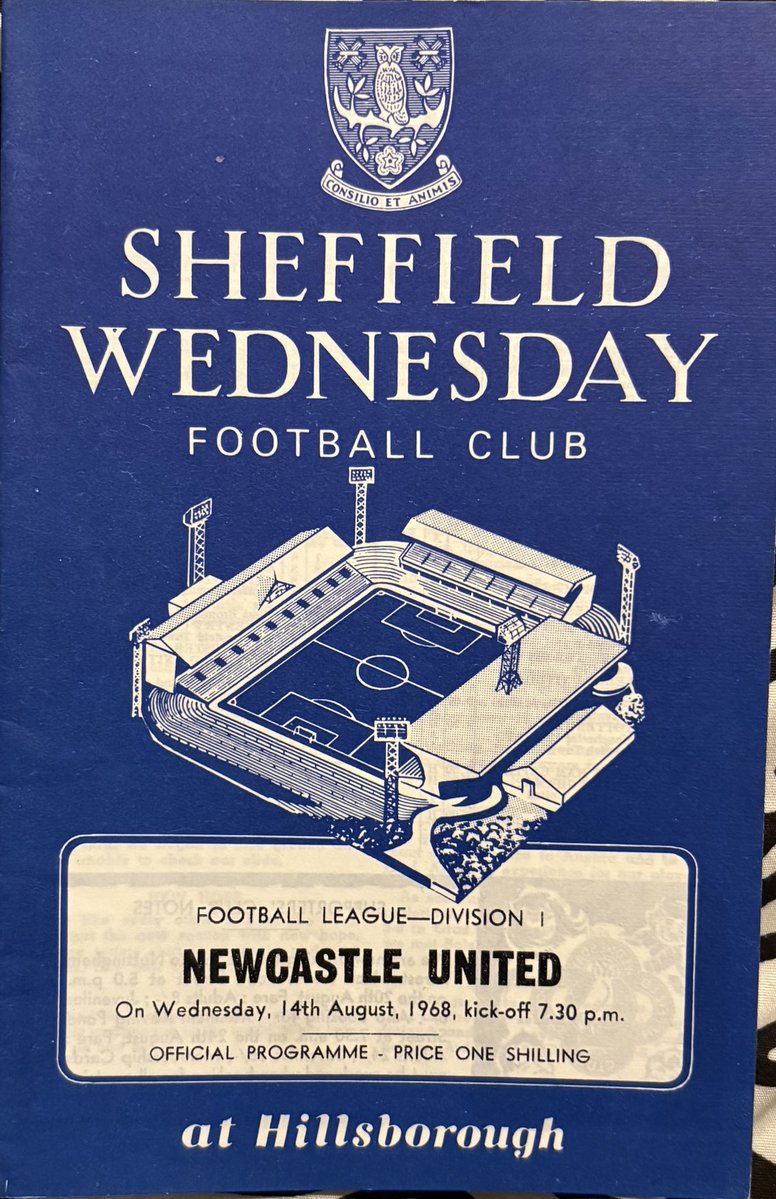 CONSILIO ET ANIMIS
SHEFFIELD
WEDNESDAY
FOOTBALL CLUB
FOOTBALL LEAGUE—DIVISION 1
NEWCASTLE UNITED
On Wednesday, 14th August, 1968, kick-off 7.30 p.m.
OFFICIAL PROGRAMME - PRICE ONE SHILLING
at Hillsborough